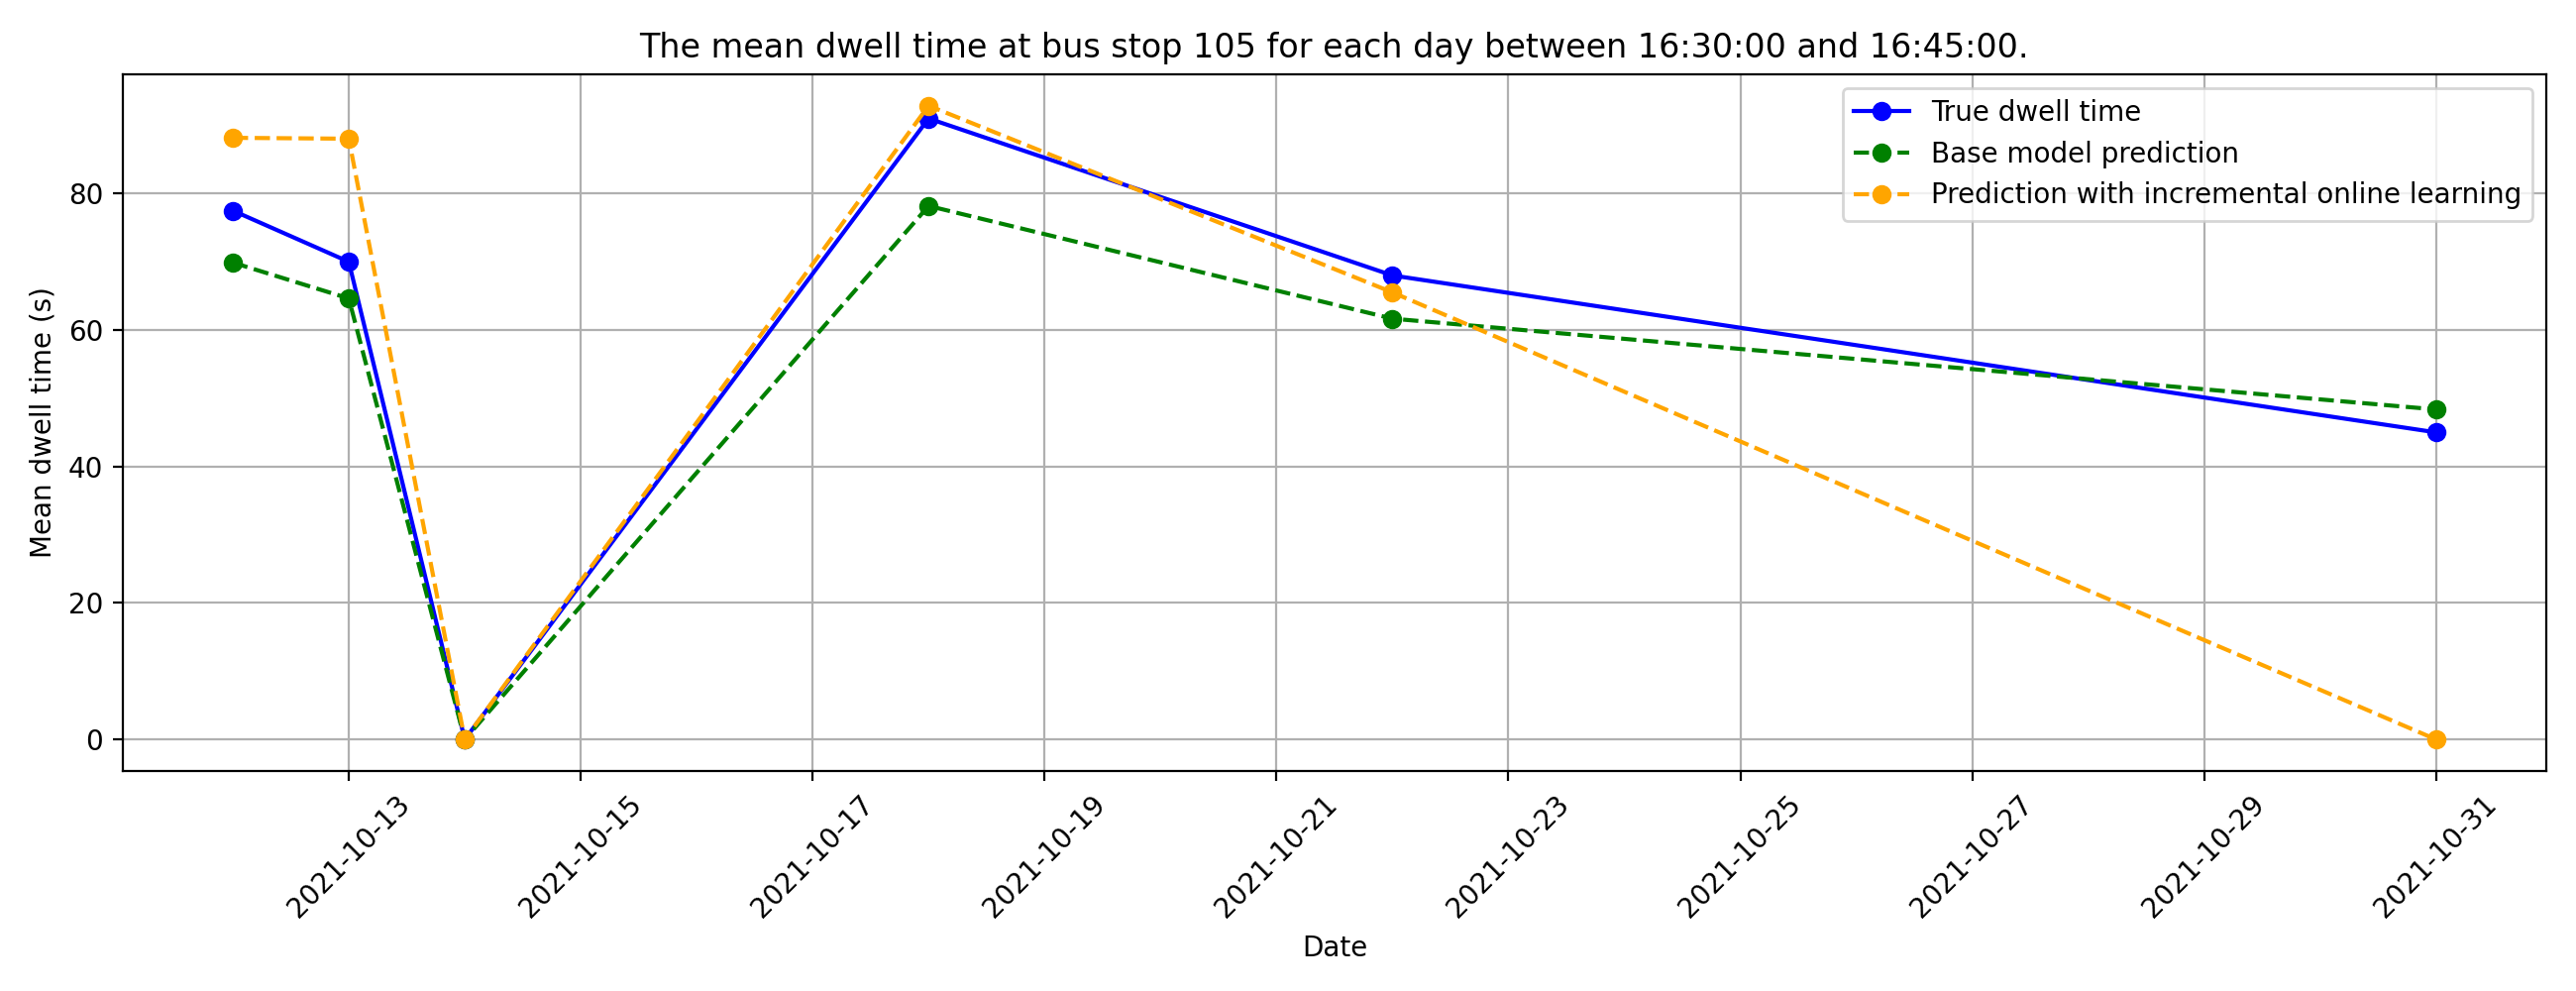 The mean dwell time at bus stop 105 for each day between 16:30:00 and 16:45:00.
True dwell time
Base model prediction
Prediction with incremental online learning
Mean dwell time (s)
80
60
40
20
0
2021-10-13
2021-10-15
2021-10-17
2021-10-19
2021-10-21
2021-10-23
2021-10-25
2021-10-27
2021-10-29
2021-10-31
Date